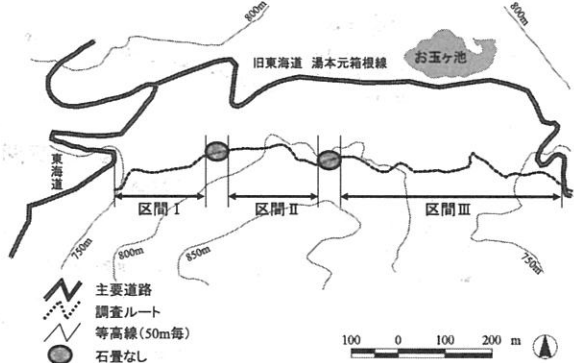 800m
800m
旧東海道 湯本元箱根線
お玉ヶ池
東海道
区間Ⅰ
区間Ⅱ
区間Ⅲ
750m
800m
850m
750m
主要道路
調査ルート
等高線(50m毎)
石畳なし
100 0 100 200 m